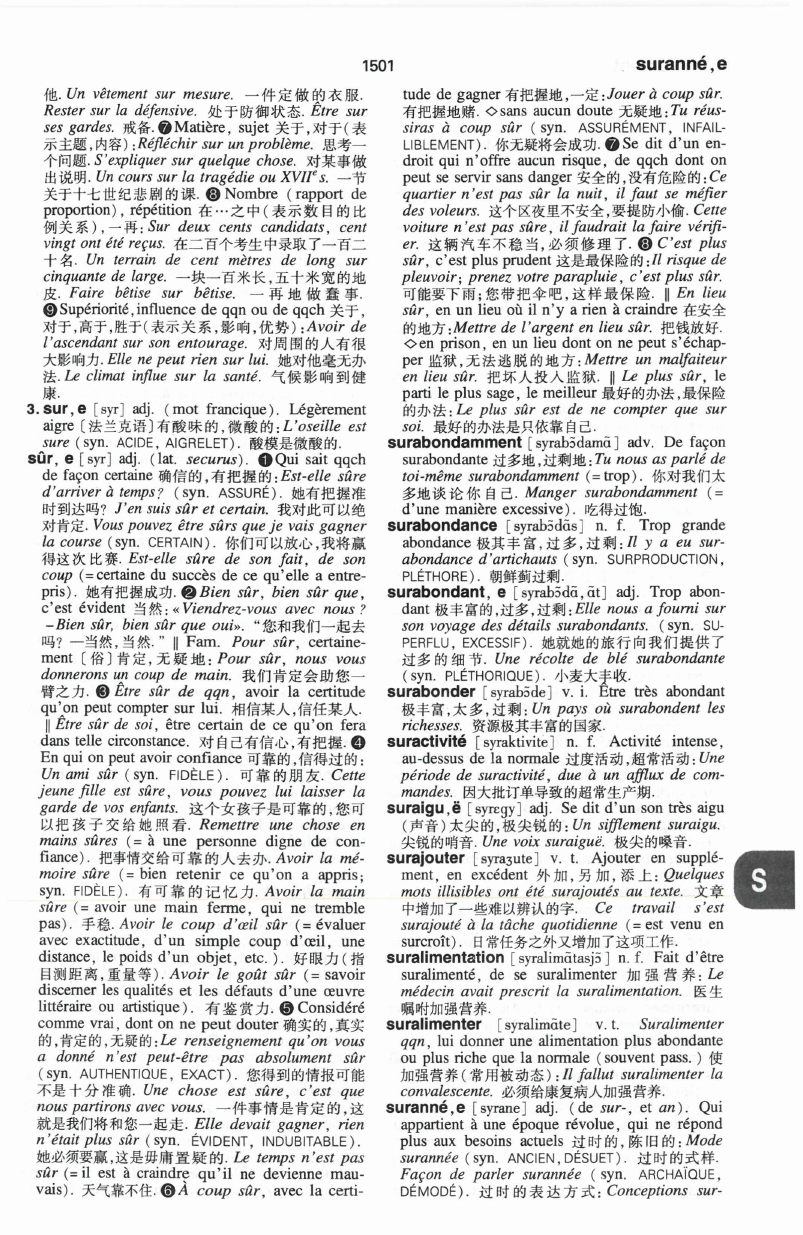 1501
suranné,e
他. Un vêtement sur mesure. 一件定做的衣服.
Rester sur la défensive. 处于防御状态. Être sur
ses gardes. 戒备. ❼Matière, sujet 关于,对于(表
示主题,内容):Réfléchir sur un problème. 思考一
个问题. S'expliquer sur quelque chose. 对某事做
出说明. Un cours sur la tragédie ou XVIIe s. 一节
关于十七世纪悲剧的课. ❽ Nombre (rapport de
proportion), répétition 在…之中(表示数目的比
例关系),一再: Sur deux cents candidats, cent
vingt ont été reçus. 在二百个考生中录取了一百二
十名. Un terrain de cent mètres de long sur
cinquante de large. 一块一百米长,五十米宽的地
皮. Faire bêtise sur bêtise. 一再地做蠢事.
❾Supériorité, influence de qqn ou de qqch 关于,
对于,高于,胜于(表示关系,影响,优势):Avoir de
l'ascendant sur son entourage. 对周围的人有很
大影响力. Elle ne peut rien sur lui. 她对他毫无办
法. Le climat influe sur la santé. 气候影响到健
康.
3. sur, e [syr] adj. (mot francique). Légèrement
aigre〔法兰克语〕有酸味的,微酸的:L'oseille est
sure (syn. ACIDE, AIGRELET). 酸模是微酸的.
sûr, e [syr] adj. (lat. securus). ❶Qui sait qqch
de façon certaine 确信的,有把握的:Est-elle sûre
d'arriver à temps? (syn. ASSURÉ). 她有把握准
时到达吗? J'en suis sûr et certain. 我对此可以绝
对肯定. Vous pouvez être sûrs que je vais gagner
la course (syn. CERTAIN). 你们可以放心,我将赢
得这次比赛. Est-elle sûre de son fait, de son
coup (=certaine du succès de ce qu'elle a entre-
pris). 她有把握成功. ❷Bien sûr, bien sûr que,
c'est évident 当然: «Viendrez-vous avec nous ?
–Bien sûr, bien sûr que oui». “您和我们一起去
吗? —当然,当然.” ‖ Fam. Pour sûr, certaine-
ment〔俗〕肯定,无疑地: Pour sûr, nous vous
donnerons un coup de main. 我们肯定会助您一
臂之力. ❸ Être sûr de qqn, avoir la certitude
qu'on peut compter sur lui. 相信某人,信任某人.
‖ Être sûr de soi, être certain de ce qu'on fera
dans telle circonstance. 对自己有信心,有把握. ❹
En qui on peut avoir confiance 可靠的,信得过的:
Un ami sûr (syn. FIDÈLE). 可靠的朋友. Cette
jeune fille est sûre, vous pouvez lui laisser la
garde de vos enfants. 这个女孩子是可靠的,您可
以把孩子交给她照看. Remettre une chose en
mains sûres (= à une personne digne de con-
fiance). 把事情交给可靠的人去办. Avoir la mé-
moire sûre (= bien retenir ce qu'on a appris;
syn. FIDÈLE). 有可靠的记忆力. Avoir la main
sûre (= avoir une main ferme, qui ne tremble
pas). 手稳. Avoir le coup d'œil sûr (= évaluer
avec exactitude, d'un simple coup d'œil, une
distance, le poids d'un objet, etc.). 好眼力(指
目测距离,重量等). Avoir le goût sûr (= savoir
discerner les qualités et les défauts d'une œuvre
littéraire ou artistique). 有鉴赏力. ❺ Considéré
comme vrai, dont on ne peut douter 确实的,真实
的,肯定的,无疑的:Le renseignement qu'on vous
a donné n'est peut-être pas absolument sûr
(syn. AUTHENTIQUE, EXACT). 您得到的情报可能
不是十分准确. Une chose est sûre, c'est que
nous partirons avec vous. 一件事情是肯定的,这
就是我们将和您一起走. Elle devait gagner, rien
n'était plus sûr (syn. ÉVIDENT, INDUBITABLE).
她必须要赢,这是毋庸置疑的. Le temps n'est pas
sûr (=il est à craindre qu'il ne devienne mau-
vais). 天气靠不住. ❻À coup sûr, avec la certi-
tude de gagner 有把握地,一定:Jouer à coup sûr.
有把握地赌. ◇sans aucun doute 无疑地:Tu réus-
siras à coup sûr (syn. ASSURÉMENT, INFAIL-
LIBLEMENT). 你无疑将会成功. ❼Se dit d'un en-
droit qui n'offre aucun risque, de qqch dont on
peut se servir sans danger 安全的,没有危险的:Ce
quartier n'est pas sûr la nuit, il faut se méfier
des voleurs. 这个区夜里不安全,要提防小偷. Cette
voiture n'est pas sûre, il faudrait la faire vérifi-
er. 这辆汽车不稳当,必须修理了. ❽ C'est plus
sûr, c'est plus prudent 这是最保险的:Il risque de
pleuvoir; prenez votre parapluie, c'est plus sûr.
可能要下雨;您带把伞吧,这样最保险. ‖ En lieu
sûr, en un lieu où il n'y a rien à craindre 在安全
的地方:Mettre de l'argent en lieu sûr. 把钱放好.
◇en prison, en un lieu dont on ne peut s'échap-
per 监狱,无法逃脱的地方:Mettre un malfaiteur
en lieu sûr. 把坏人投入监狱. ‖ Le plus sûr, le
parti le plus sage, le meilleur 最好的办法,最保险
的办法: Le plus sûr est de ne compter que sur
soi. 最好的办法是只依靠自己.
surabondamment [syrabɔ̃damɑ̃] adv. De façon
surabondante 过多地,过剩地:Tu nous as parlé de
toi-même surabondamment (=trop). 你对我们太
多地谈论你自己. Manger surabondamment (=
d'une manière excessive). 吃得过饱.
surabondance [syrabɔ̃dɑ̃s] n. f. Trop grande
abondance 极其丰富,过多,过剩:Il y a eu sur-
abondance d'artichauts (syn. SURPRODUCTION,
PLÉTHORE). 朝鲜蓟过剩.
surabondant, e [syrabɔ̃dɑ̃,ɑ̃t] adj. Trop abon-
dant 极丰富的,过多,过剩:Elle nous a fourni sur
son voyage des détails surabondants. (syn. SU-
PERFLU, EXCESSIF). 她就她的旅行向我们提供了
过多的细节. Une récolte de blé surabondante
(syn. PLÉTHORIQUE). 小麦大丰收.
surabonder [syrabɔ̃de] v. i. Être très abondant
极丰富,太多,过剩:Un pays où surabondent les
richesses. 资源极其丰富的国家.
suractivité [syraktivite] n. f. Activité intense,
au-dessus de la normale 过度活动,超常活动:Une
période de suractivité, due à un afflux de com-
mandes. 因大批订单导致的超常生产期.
suraigu,ë [syrɛgy] adj. Se dit d'un son très aigu
(声音)太尖的,极尖锐的:Un sifflement suraigu.
尖锐的哨音. Une voix suraiguë. 极尖的嗓音.
surajouter [syraʒute] v. t. Ajouter en supplé-
ment, en excédent 外加,另加,添上:Quelques
mots illisibles ont été surajoutés au texte. 文章
中增加了一些难以辨认的字. Ce travail s'est
surajouté à la tâche quotidienne (= est venu en
surcroît). 日常任务之外又增加了这项工作.
suralimentation [syralimɑ̃tasjɔ̃] n. f. Fait d'être
suralimenté, de se suralimenter 加强营养: Le
médecin avait prescrit la suralimentation. 医生
嘱咐加强营养.
suralimenter [syralimɑ̃te] v. t. Suralimenter
qqn, lui donner une alimentation plus abondante
ou plus riche que la normale (souvent pass.) 使
加强营养(常用被动态):Il fallut suralimenter la
convalescente. 必须给康复病人加强营养.
suranné,e [syrane] adj. (de sur-, et an). Qui
appartient à une époque révolue, qui ne répond
plus aux besoins actuels 过时的,陈旧的:Mode
surannée (syn. ANCIEN, DÉSUET). 过时的式样.
Façon de parler surannée (syn. ARCHAÏQUE,
DÉMODÉ). 过时的表达方式: Conceptions sur-
S